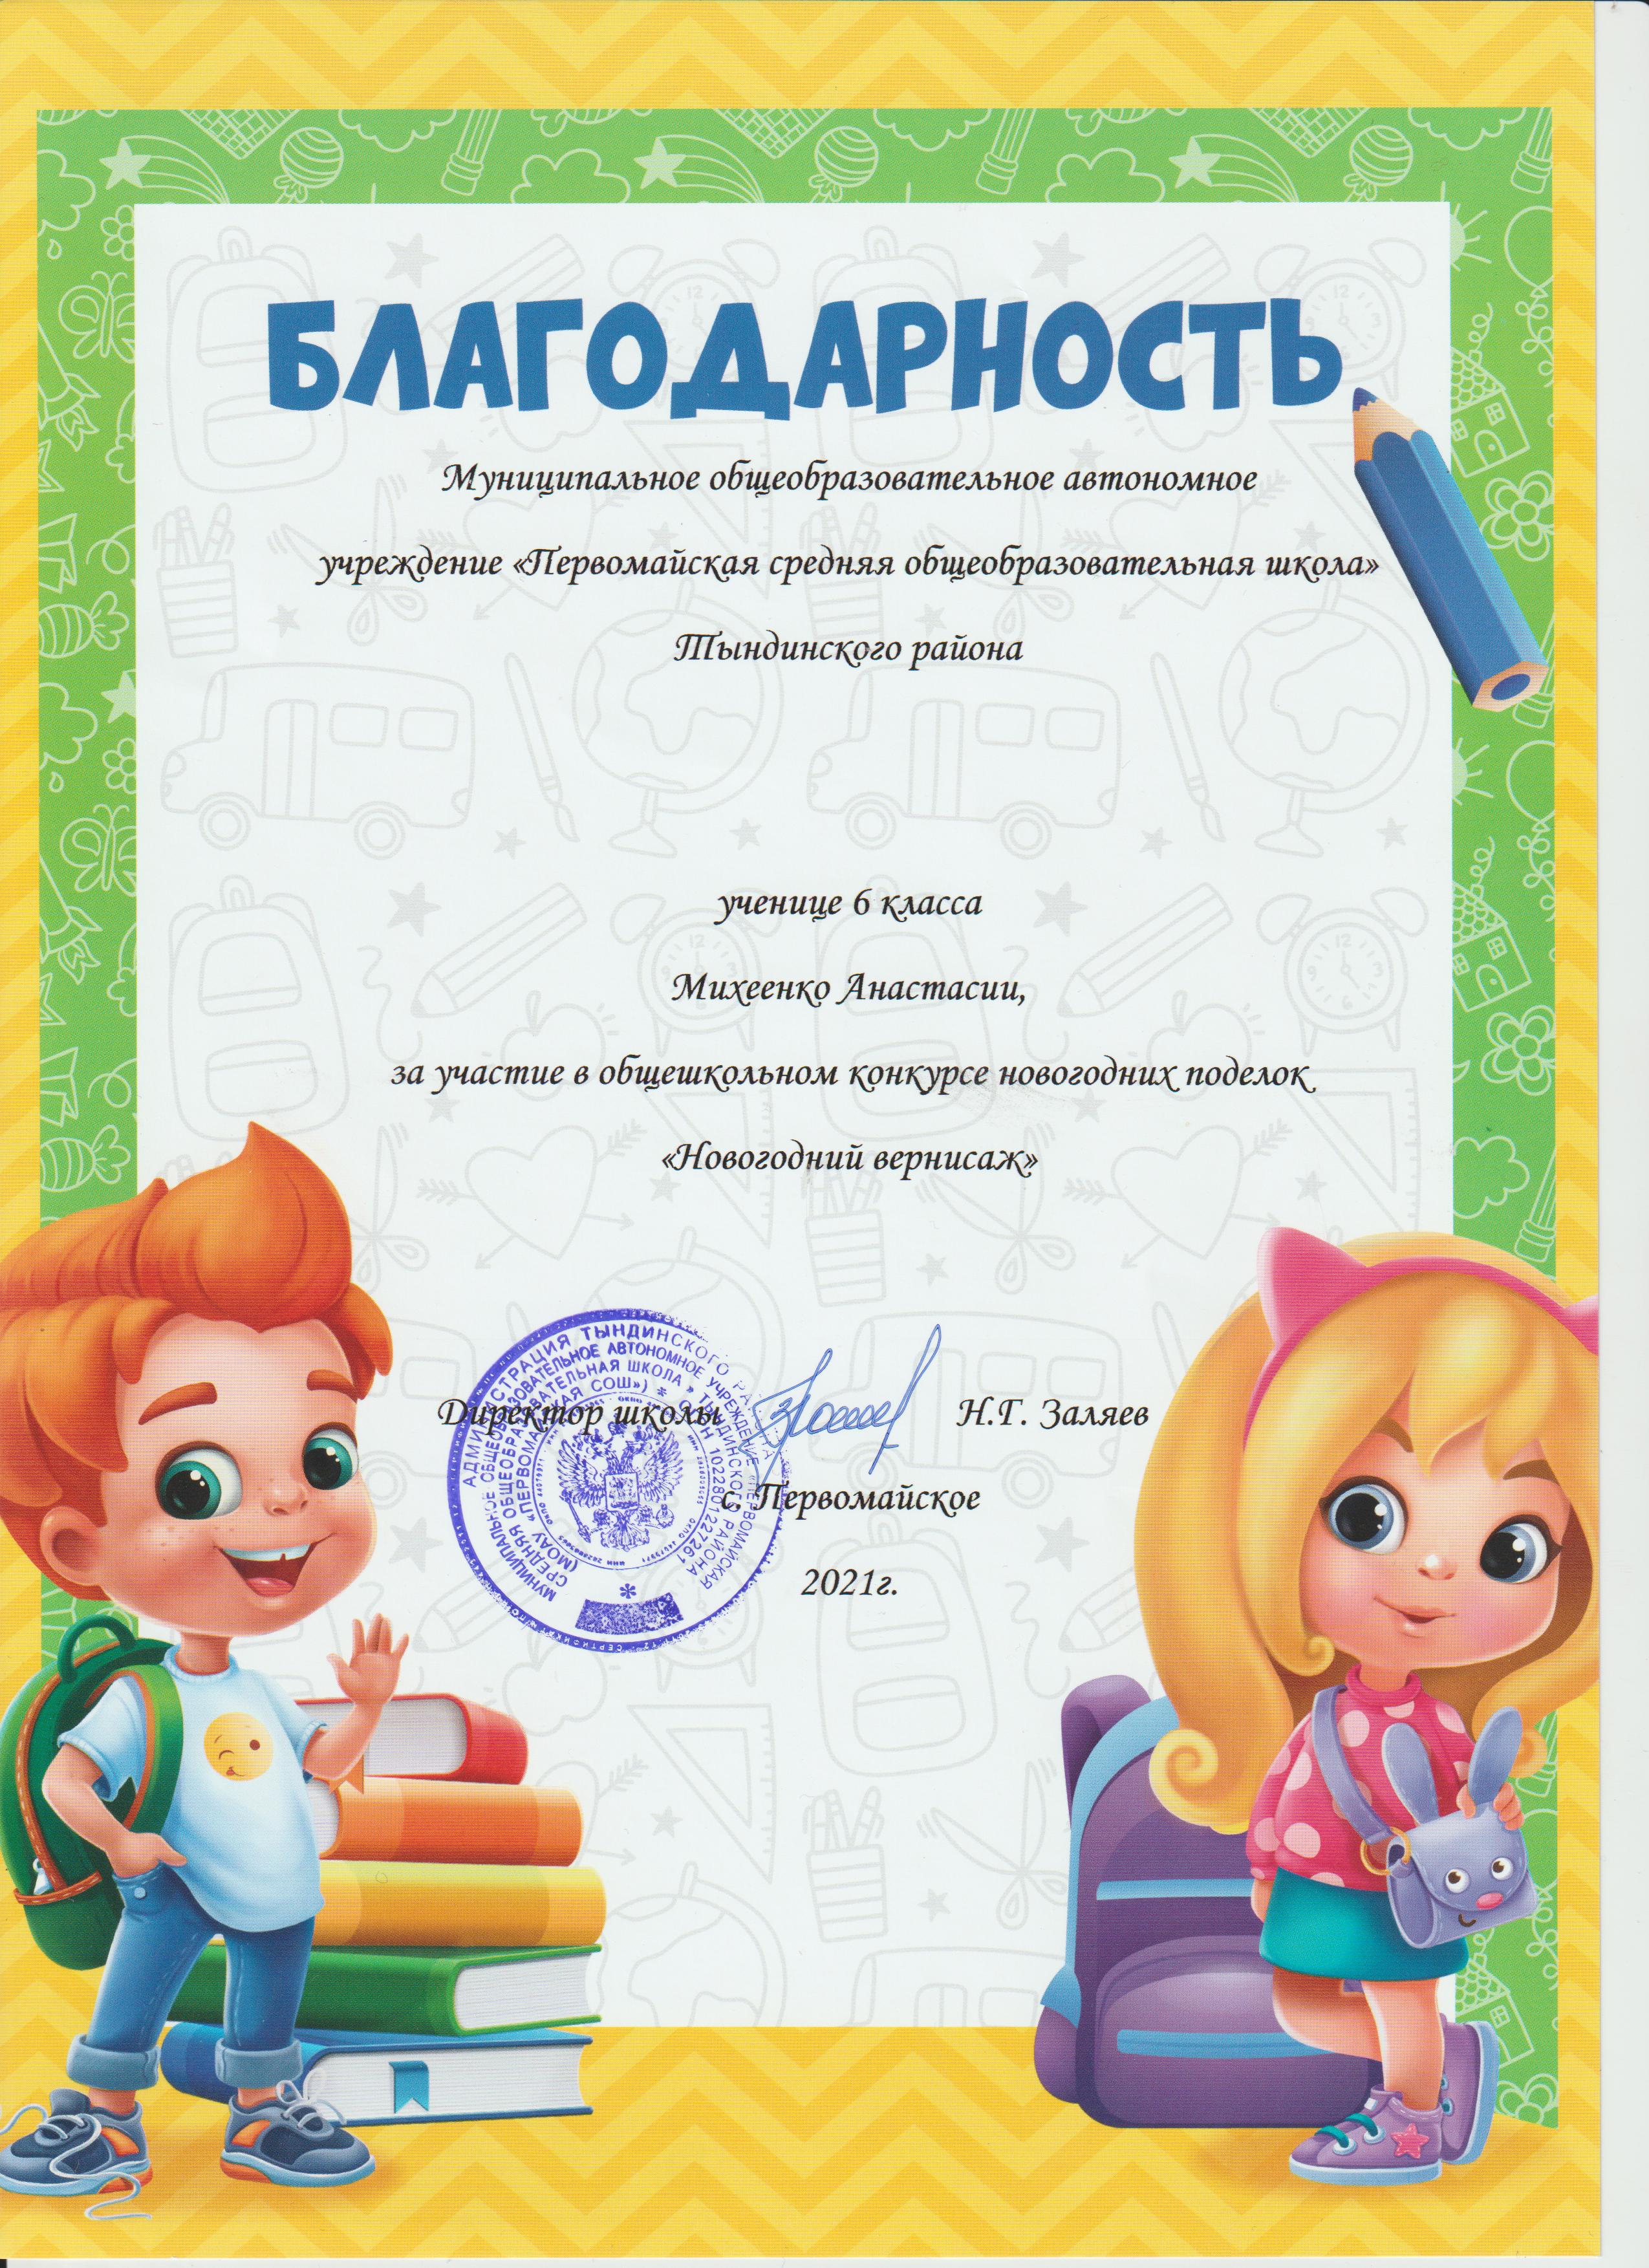 БЛАГОДАРНОСТЬ
Муниципальное общеобразовательное автономное
учреждение «Первомайская средняя общеобразовательная школа»
Тындинского района
ученице 6 класса
Михеенко Анастасии,
за участие в общешкольном конкурсе новогодних поделок
«Новогодний вернисаж»
Директор школы Н.Г. Заляев
с. Первомайское
2021г.
АДМИНИСТРАЦИЯ ТЫНДИНСКОГО
МУНИЦИПАЛЬНОЕ ОБЩЕОБРАЗОВАТЕЛЬНОЕ АВТОНОМНОЕ УЧРЕЖДЕНИЕ «ПЕРВОМАЙСКАЯ
СРЕДНЯЯ ОБЩЕОБРАЗОВАТЕЛЬНАЯ ШКОЛА» ТЫНДИНСКОГО РАЙОНА
(МОАУ «ПЕРВОМАЙСКАЯ СОШ») * ОГРН 1022801227261